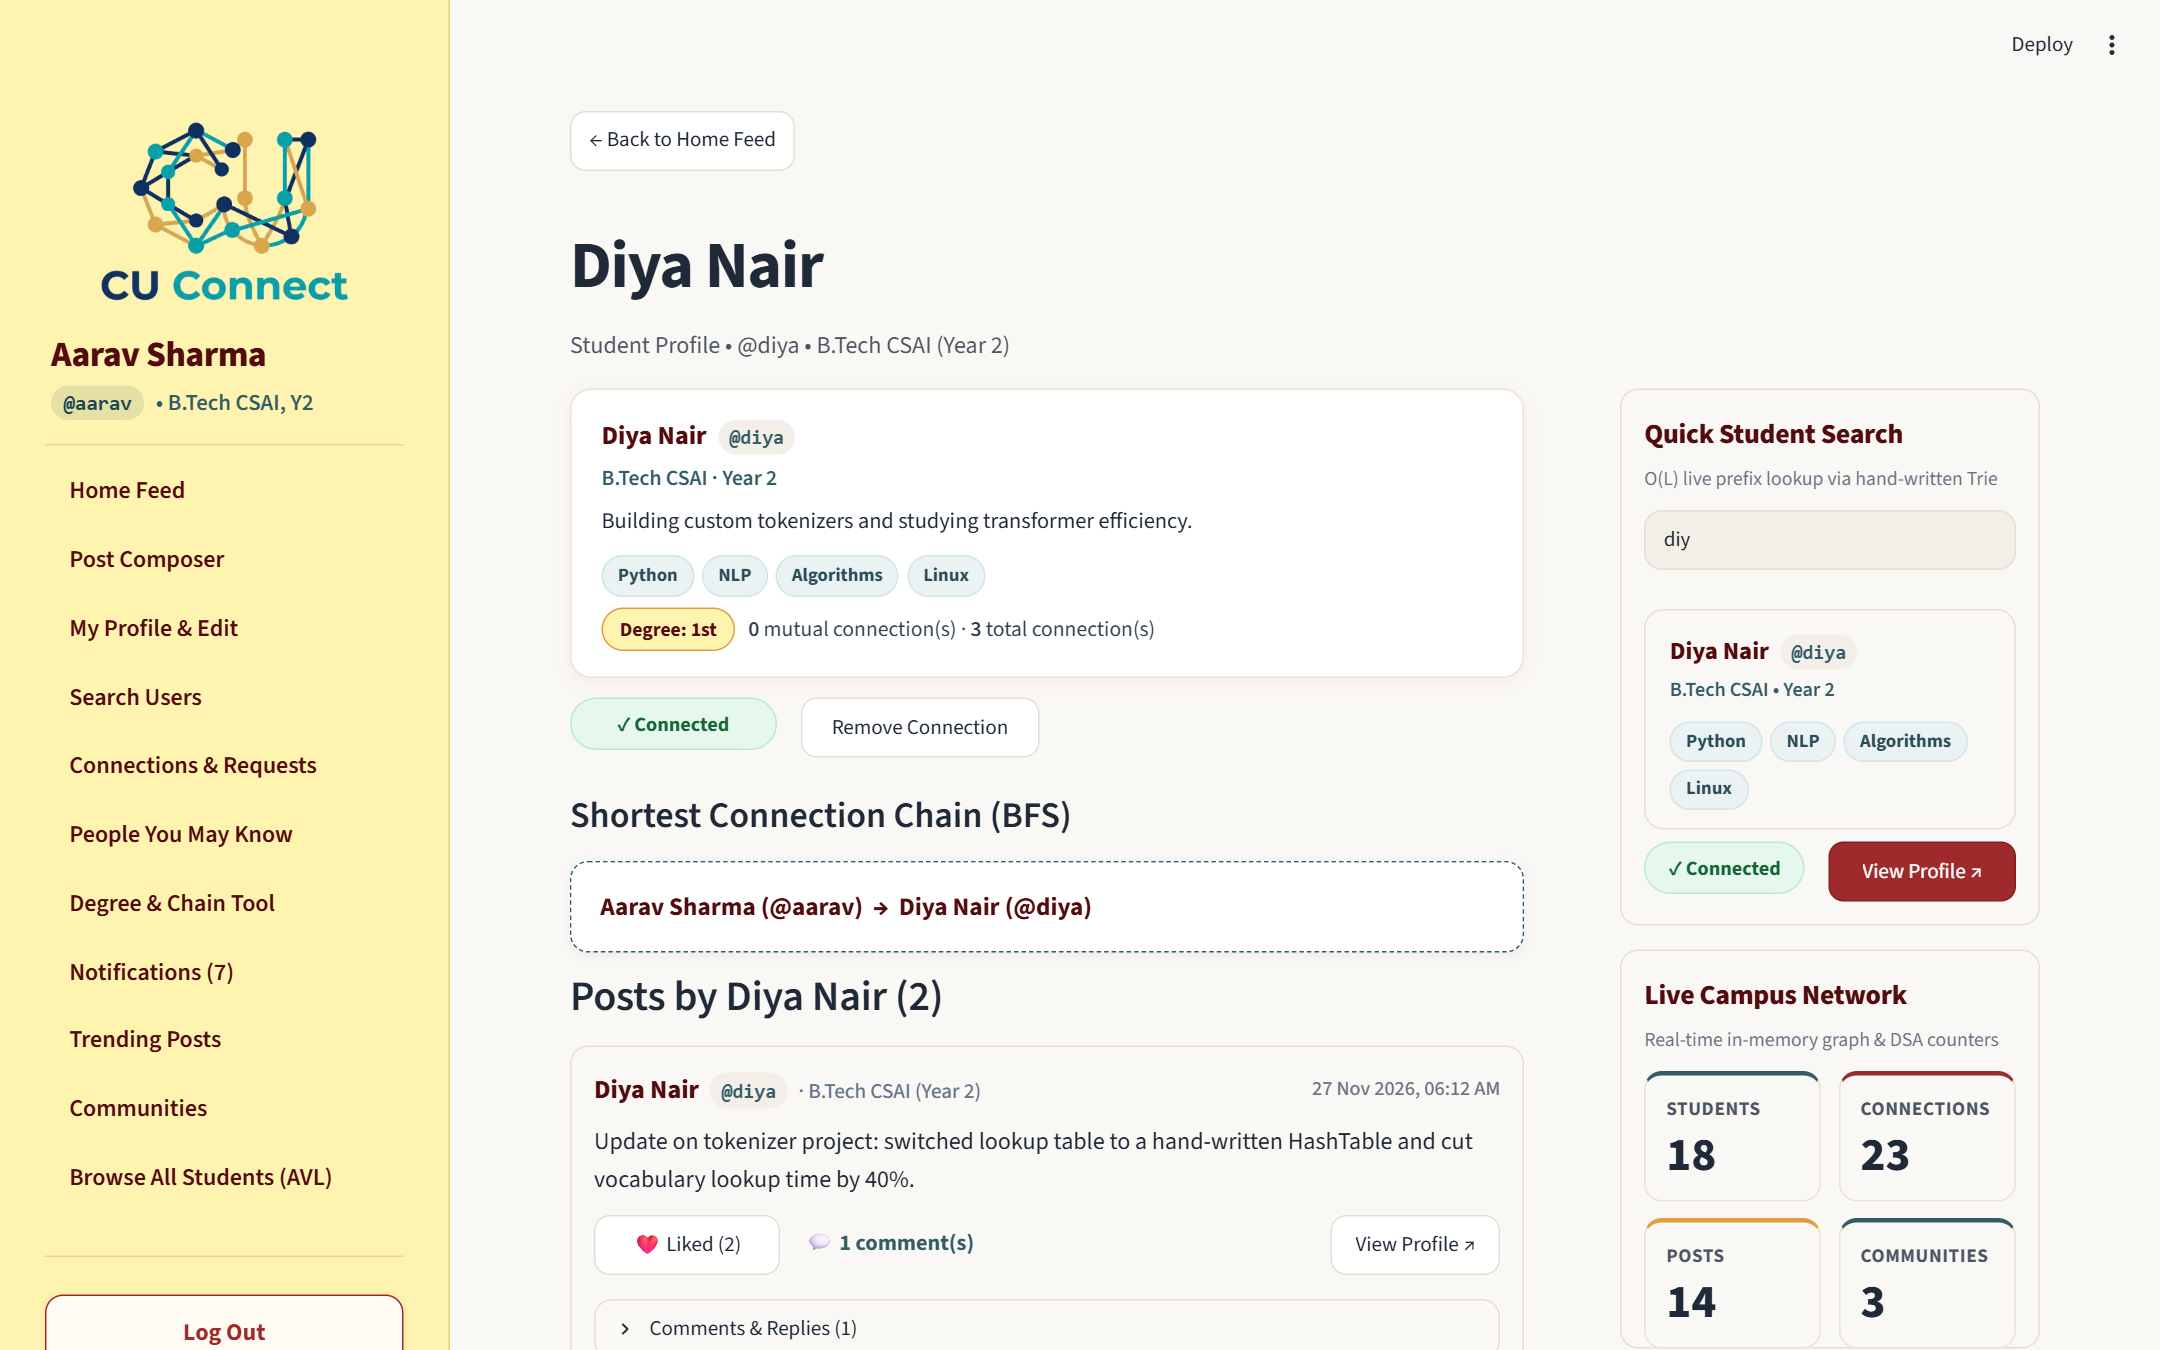 Deploy
CU Connect
Aarav Sharma
@aarav • B.Tech CSAI, Y2
Home Feed
Post Composer
My Profile & Edit
Search Users
Connections & Requests
People You May Know
Degree & Chain Tool
Notifications (7)
Trending Posts
Communities
Browse All Students (AVL)
Log Out
← Back to Home Feed
Diya Nair
Student Profile • @diya • B.Tech CSAI (Year 2)
Diya Nair @diya
B.Tech CSAI · Year 2
Building custom tokenizers and studying transformer efficiency.
Python NLP Algorithms Linux
Degree: 1st 0 mutual connection(s) · 3 total connection(s)
✓ Connected Remove Connection
Shortest Connection Chain (BFS)
Aarav Sharma (@aarav) → Diya Nair (@diya)
Posts by Diya Nair (2)
Diya Nair @diya · B.Tech CSAI (Year 2) 27 Nov 2026, 06:12 AM
Update on tokenizer project: switched lookup table to a hand-written HashTable and cut
vocabulary lookup time by 40%.
❤️ Liked (2) 💬 1 comment(s) View Profile ↗
Comments & Replies (1)
Quick Student Search
O(L) live prefix lookup via hand-written Trie
diy
Diya Nair @diya
B.Tech CSAI • Year 2
Python NLP Algorithms
Linux
✓ Connected View Profile ↗
Live Campus Network
Real-time in-memory graph & DSA counters
STUDENTS CONNECTIONS
18 23
POSTS COMMUNITIES
14 3